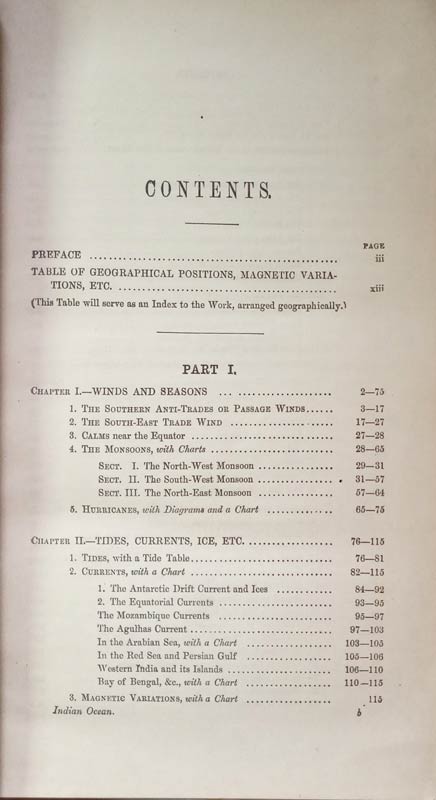 CONTENTS.
PAGE
PREFACE .................................................... iii
TABLE OF GEOGRAPHICAL POSITIONS, MAGNETIC VARIA-
TIONS, ETC. .............................................. xiii
(This Table will serve as an Index to the Work, arranged geographically.)
PART I.
CHAPTER I.—WINDS AND SEASONS ... .................... 2—75
1. THE SOUTHERN ANTI-TRADES OR PASSAGE WINDS...... 3—17
2. THE SOUTH-EAST TRADE WIND ...................... 17—27
3. CALMS near the Equator .............................. 27—28
4. THE MONSOONS, with Charts .......................... 28—65
SECT. I. The North-West Monsoon ................ 29—31
SECT. II. The South-West Monsoon ................ 31—57
SECT. III. The North-East Monsoon ................ 57—64
5. HURRICANES, with Diagrams and a Chart .............. 65—75
CHAPTER II.—TIDES, CURRENTS, ICE, ETC. .................. 76—115
1. TIDES, with a Tide Table.............................. 76—81
2. CURRENTS, with a Chart .............................. 82—115
1. The Antarctic Drift Current and Ices ............ 84—92
2. The Equatorial Currents ........................ 93—95
The Mozambique Currents ........................ 95—97
The Agulhas Current .............................. 97—103
In the Arabian Sea, with a Chart .................. 103—105
In the Red Sea and Persian Gulf .................. 105—106
Western India and its Islands ...................... 106—110
Bay of Bengal, &c., with a Chart .................. 110—115
3. MAGNETIC VARIATIONS, with a Chart .................. 115
Indian Ocean. b